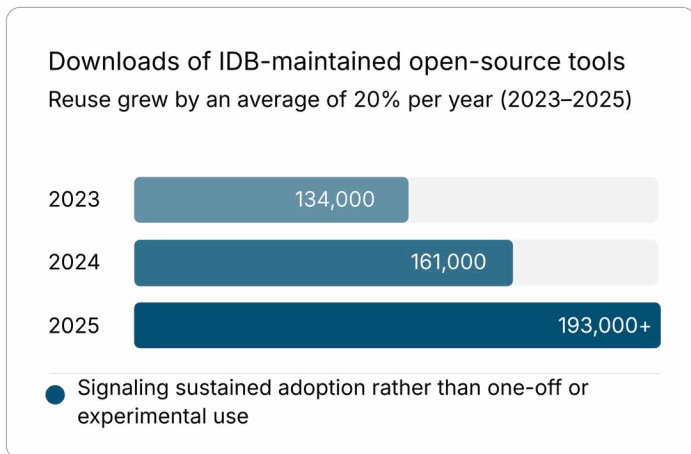 Downloads of IDB-maintained open-source tools
Reuse grew by an average of 20% per year (2023–2025)
2023 134,000
2024 161,000
2025 193,000+
Signaling sustained adoption rather than one-off or
experimental use